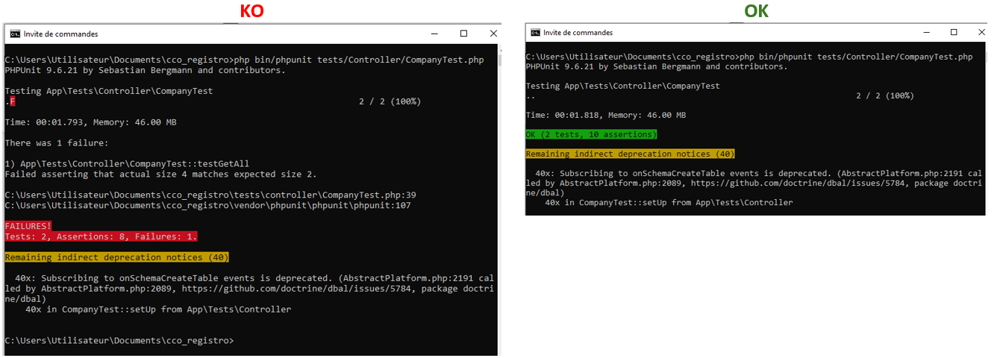 KO
Invite de commandes
C:\Users\Utilisateur\Documents\cco_registro>php bin/phpunit tests/Controller/CompanyTest.php
PHPUnit 9.6.21 by Sebastian Bergmann and contributors.
Testing App\Tests\Controller\CompanyTest
.F 2 / 2 (100%)
Time: 00:01.793, Memory: 46.00 MB
There was 1 failure:
1) App\Tests\Controller\CompanyTest::testGetAll
Failed asserting that actual size 4 matches expected size 2.
C:\Users\Utilisateur\Documents\cco_registro\tests\controller\CompanyTest.php:39
C:\Users\Utilisateur\Documents\cco_registro\vendor\phpunit\phpunit\phpunit:107
FAILURES!
Tests: 2, Assertions: 8, Failures: 1.
Remaining indirect deprecation notices (40)
40x: Subscribing to onSchemaCreateTable events is deprecated. (AbstractPlatform.php:2191 cal
led by AbstractPlatform.php:2089, https://github.com/doctrine/dbal/issues/5784, package doctri
ne/dbal)
40x in CompanyTest::setUp from App\Tests\Controller
C:\Users\Utilisateur\Documents\cco_registro>
OK
Invite de commandes
C:\Users\Utilisateur\Documents\cco_registro>php bin/phpunit tests/Controller/CompanyTest.php
PHPUnit 9.6.21 by Sebastian Bergmann and contributors.
Testing App\Tests\Controller\CompanyTest
.. 2 / 2 (100%)
Time: 00:01.818, Memory: 46.00 MB
OK (2 tests, 10 assertions)
Remaining indirect deprecation notices (40)
40x: Subscribing to onSchemaCreateTable events is deprecated. (AbstractPlatform.php:2191 cal
led by AbstractPlatform.php:2089, https://github.com/doctrine/dbal/issues/5784, package doctri
ne/dbal)
40x in CompanyTest::setUp from App\Tests\Controller